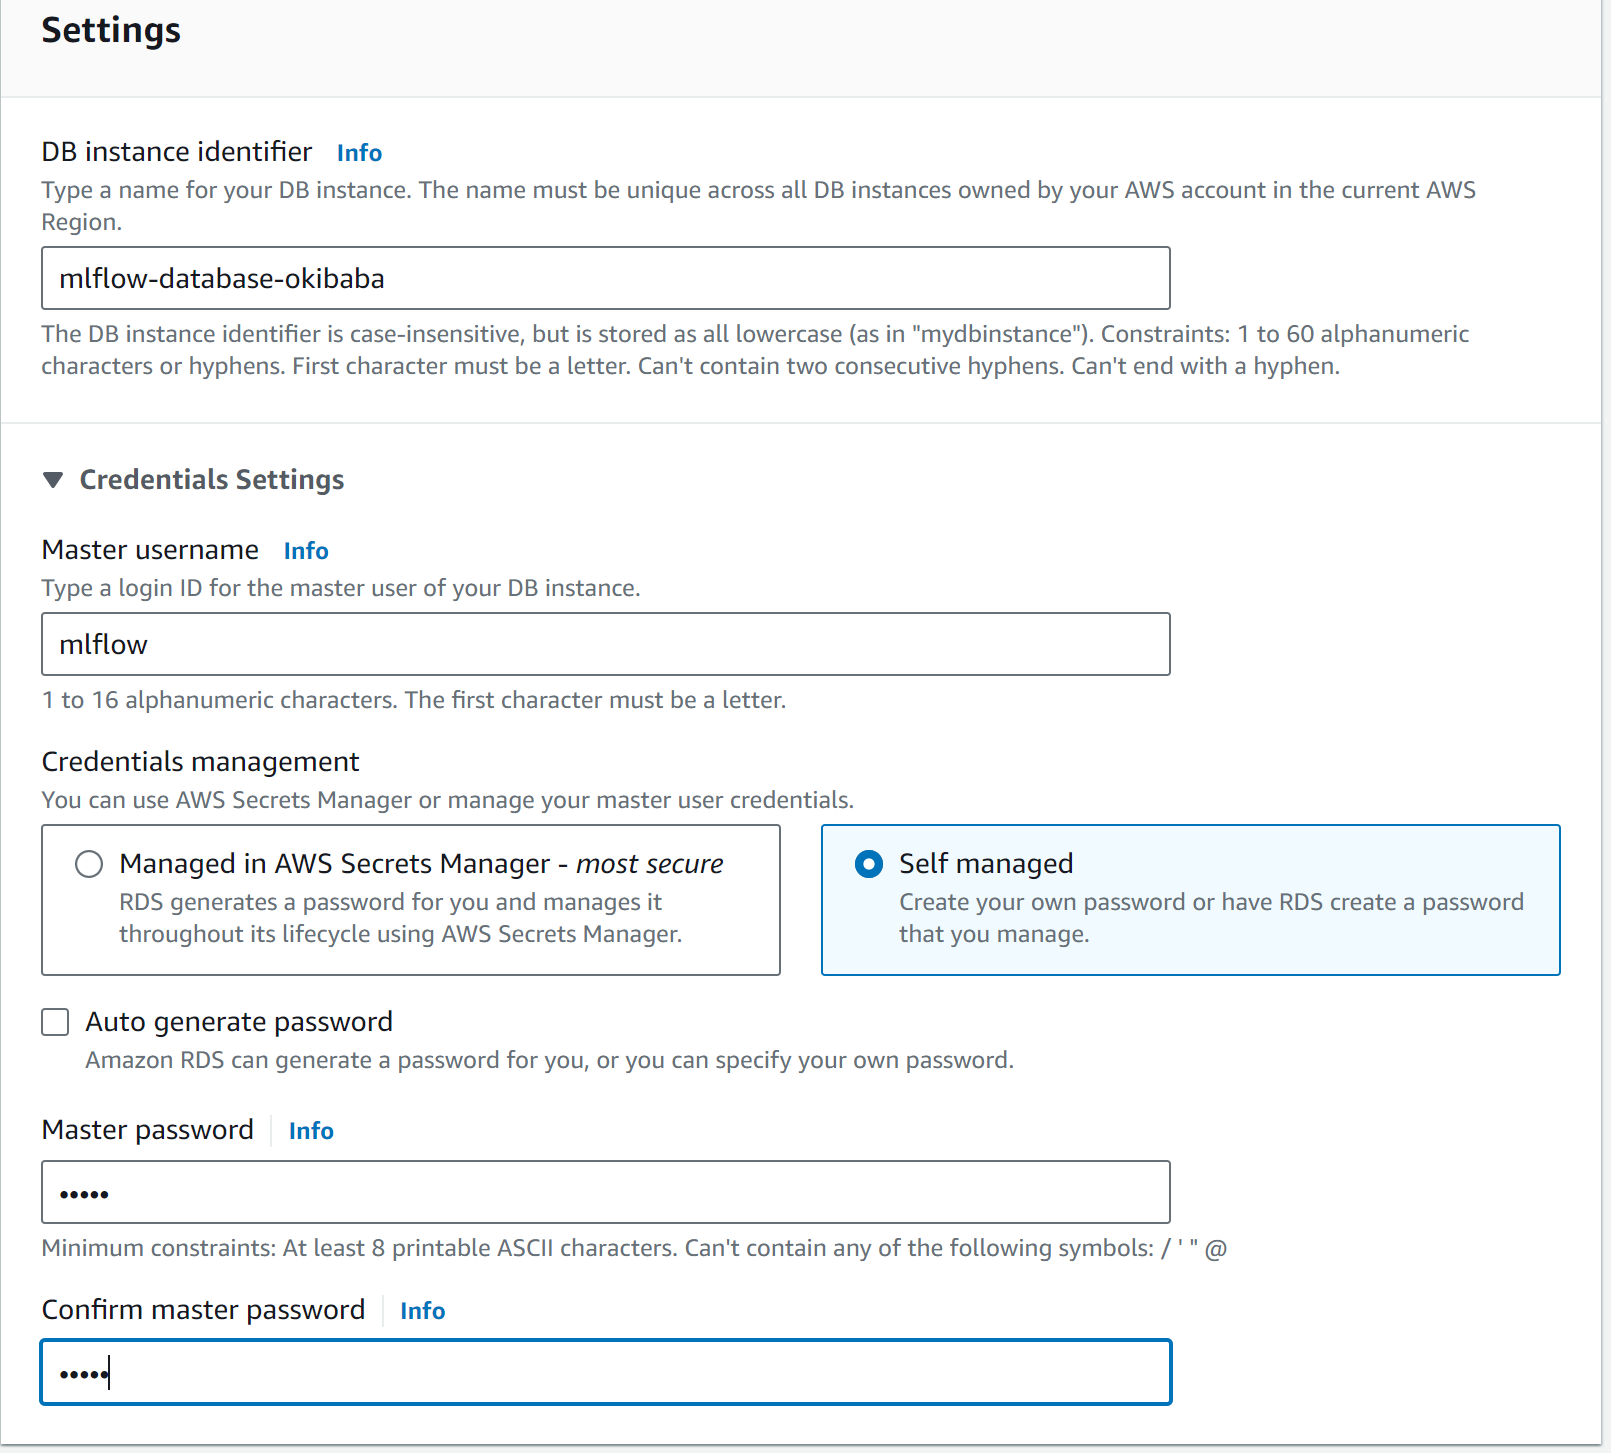 Settings
DB instance identifier Info
Type a name for your DB instance. The name must be unique across all DB instances owned by your AWS account in the current AWS
Region.
mlflow-database-okibaba
The DB instance identifier is case-insensitive, but is stored as all lowercase (as in "mydbinstance"). Constraints: 1 to 60 alphanumeric
characters or hyphens. First character must be a letter. Can't contain two consecutive hyphens. Can't end with a hyphen.
Credentials Settings
Master username Info
Type a login ID for the master user of your DB instance.
mlflow
1 to 16 alphanumeric characters. The first character must be a letter.
Credentials management
You can use AWS Secrets Manager or manage your master user credentials.
Managed in AWS Secrets Manager - most secure
RDS generates a password for you and manages it
throughout its lifecycle using AWS Secrets Manager.
Self managed
Create your own password or have RDS create a password
that you manage.
Auto generate password
Amazon RDS can generate a password for you, or you can specify your own password.
Master password Info
•••••
Minimum constraints: At least 8 printable ASCII characters. Can't contain any of the following symbols: / ' " @
Confirm master password Info
•••••